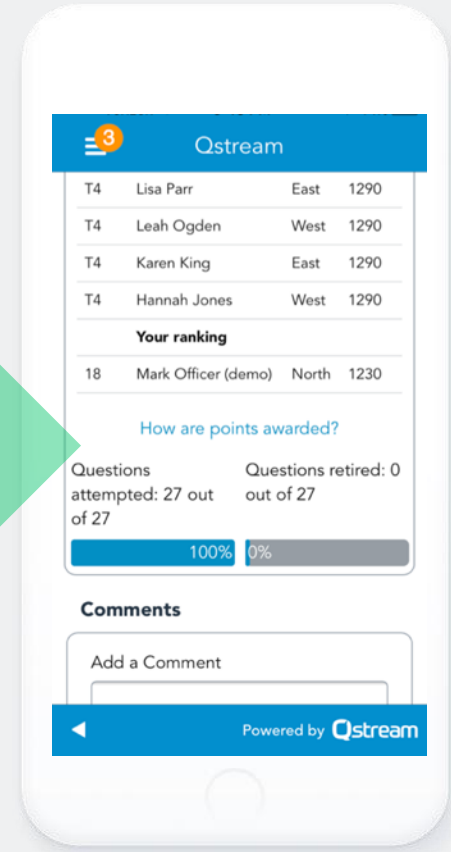 3
Qstream
T4 Lisa Parr East 1290
T4 Leah Ogden West 1290
T4 Karen King East 1290
T4 Hannah Jones West 1290
Your ranking
18 Mark Officer (demo) North 1230
How are points awarded?
Questions
attempted: 27 out
of 27
Questions retired: 0
out of 27
100% 0%
Comments
Add a Comment
Powered by Qstream